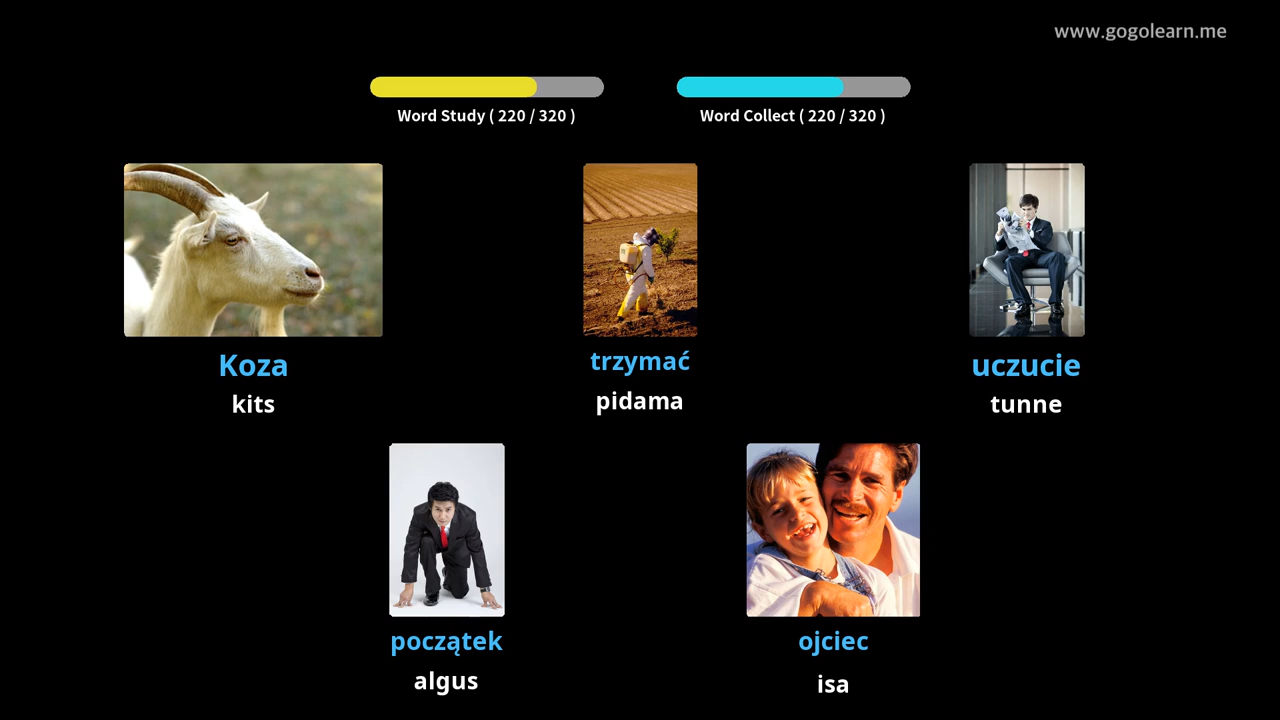 www.gogolearn.me
Word Study ( 220 / 320 )
Word Collect ( 220 / 320 )
Koza
kits
trzymać
pidama
uczucie
tunne
początek
algus
ojciec
isa